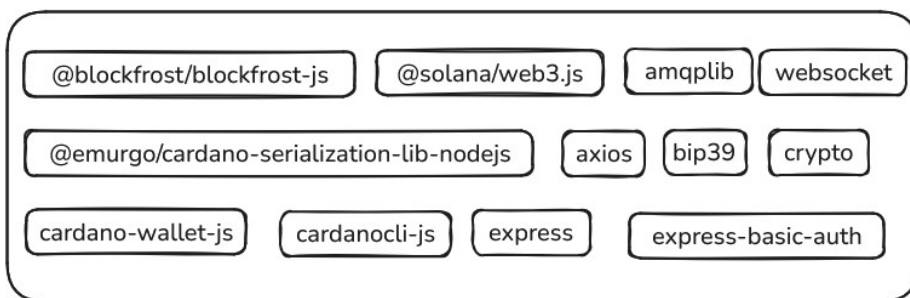 @blockfrost/blockfrost-js @solana/web3.js amqplib websocket
@emurgo/cardano-serialization-lib-nodejs axios bip39 crypto
cardano-wallet-js cardanocli-js express express-basic-auth